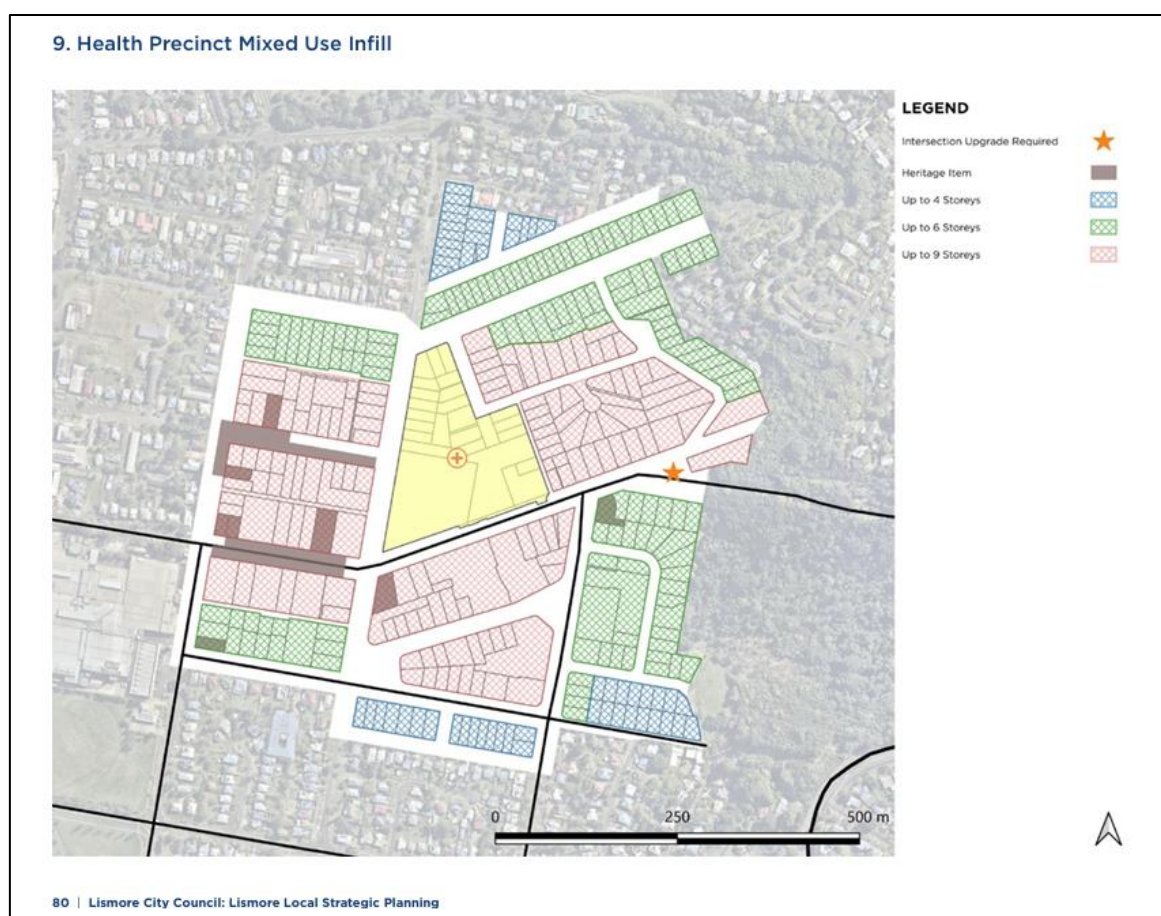 9. Health Precinct Mixed Use Infill
LEGEND
Intersection Upgrade Required
Heritage Item
Up to 4 Storeys
Up to 6 Storeys
Up to 9 Storeys
0 250 500 m
80 | Lismore City Council: Lismore Local Strategic Planning